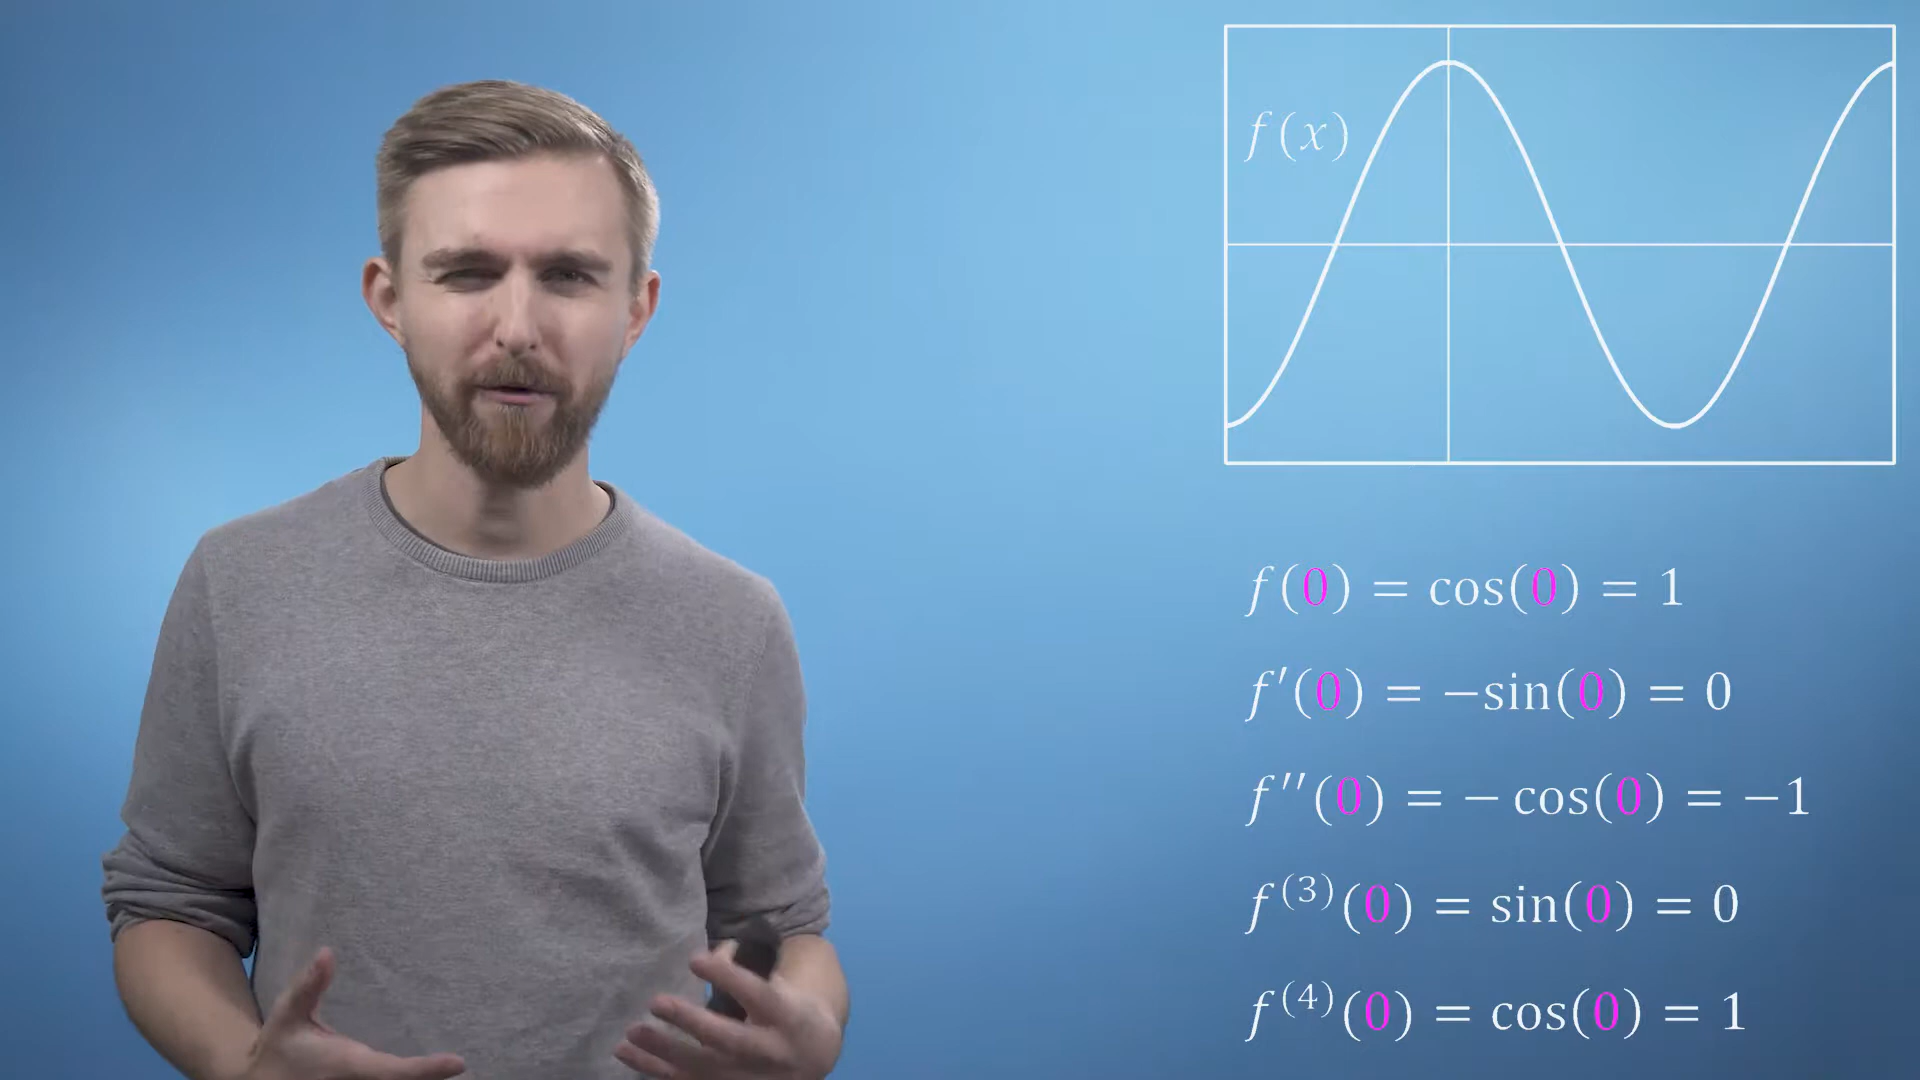 f(x)
f(0) = cos(0) = 1
f′(0) = −sin(0) = 0
f′′(0) = − cos(0) = −1
f⁽³⁾(0) = sin(0) = 0
f⁽⁴⁾(0) = cos(0) = 1